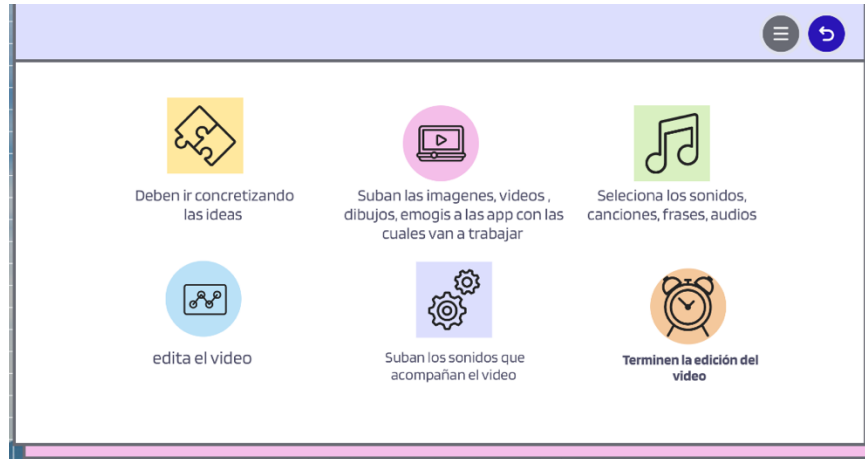 Deben ir concretizando
las ideas
Suban las imagenes, videos ,
dibujos, emogis a las app con las
cuales van a trabajar
Seleciona los sonidos,
canciones, frases, audios
edita el video
Suban los sonidos que
acompañan el video
Terminen la edición del
video